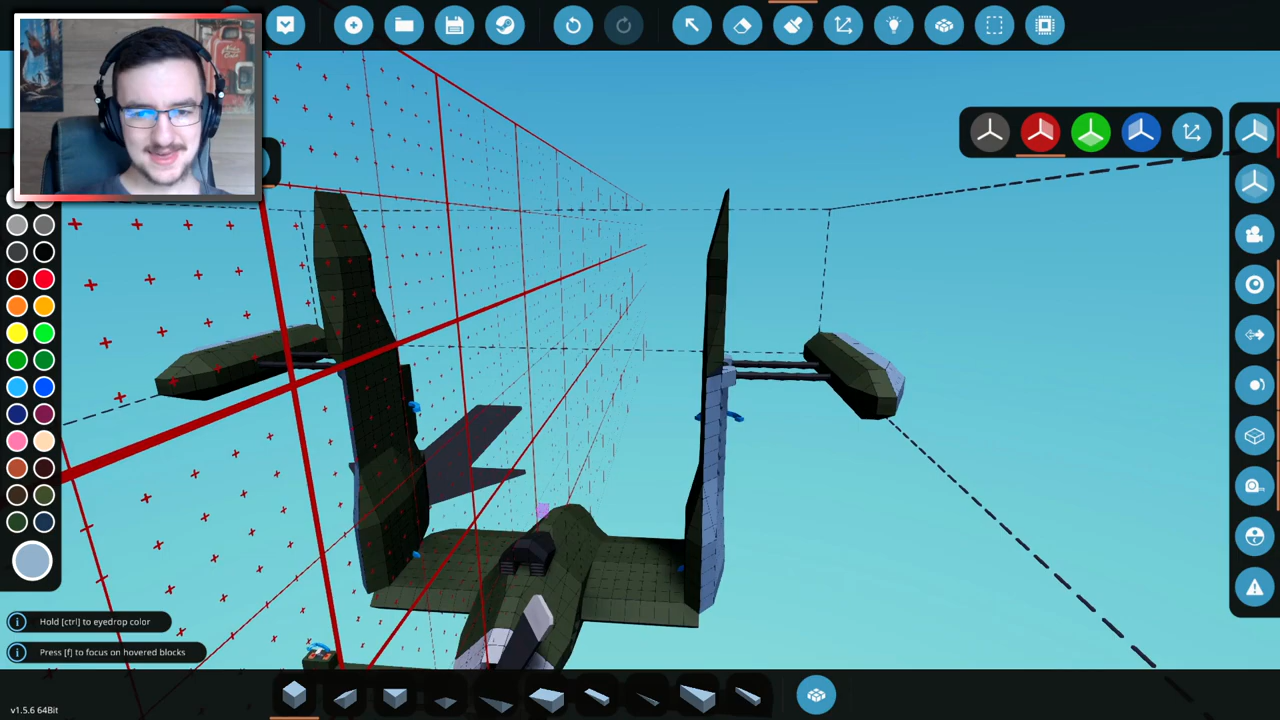 Hold [ctrl] to eyedrop color
Press [f] to focus on hovered blocks
v1.5.6 64Bit